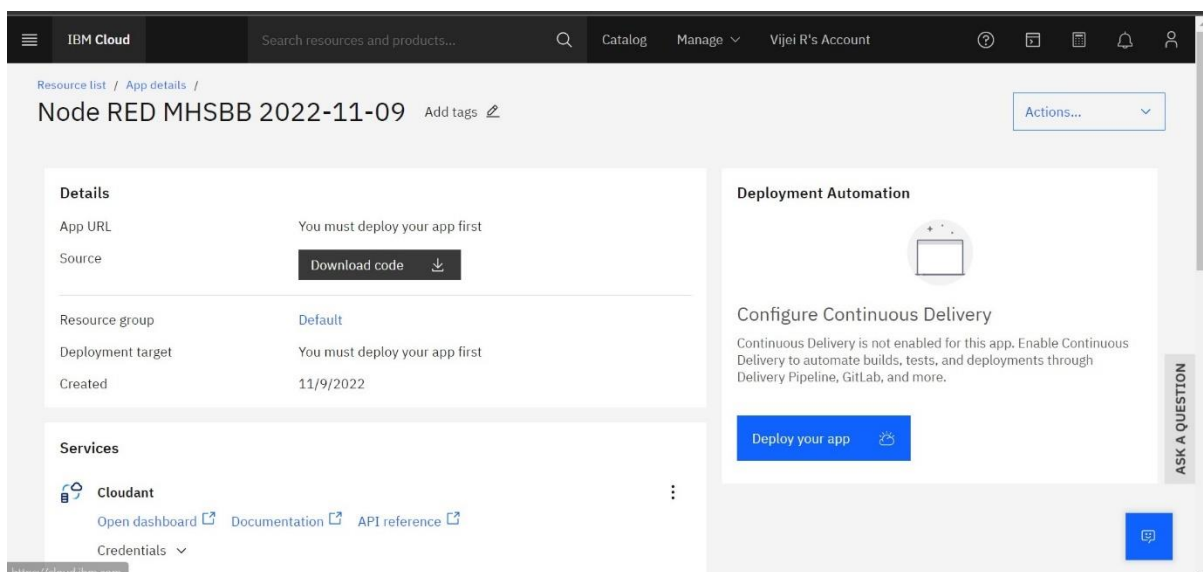 IBM Cloud
Search resources and products...
Catalog
Manage
Vijei R's Account
Resource list / App details /
Node RED MHSBB 2022-11-09
Add tags
Actions...
Details
App URL
You must deploy your app first
Source
Download code
Resource group
Default
Deployment target
You must deploy your app first
Created
11/9/2022
Services
Cloudant
Open dashboard
Documentation
API reference
Credentials
Deployment Automation
Configure Continuous Delivery
Continuous Delivery is not enabled for this app. Enable Continuous
Delivery to automate builds, tests, and deployments through
Delivery Pipeline, GitLab, and more.
Deploy your app
ASK A QUESTION